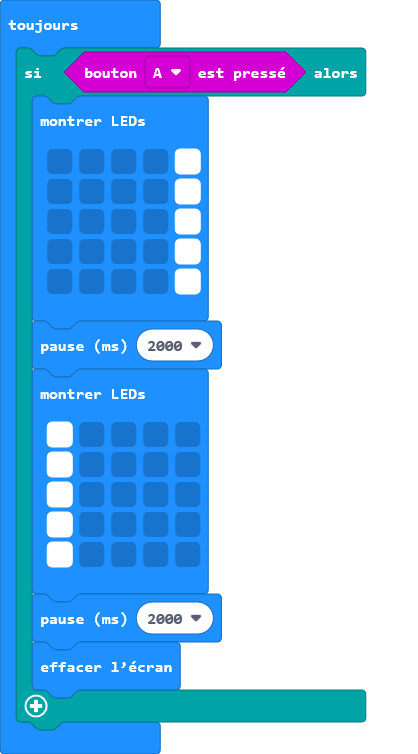 toujours
si bouton A est pressé alors
montrer LEDs
pause (ms) 2000
montrer LEDs
pause (ms) 2000
effacer l'écran